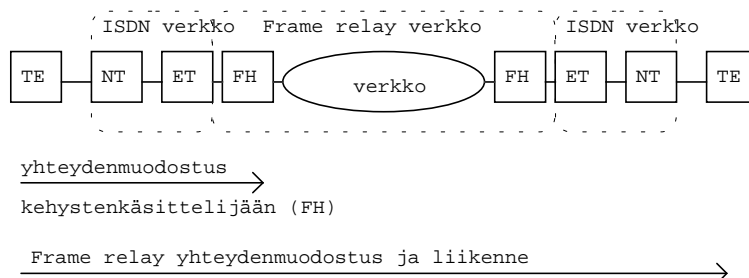 ISDN verkko Frame relay verkko ISDN verkko
TE NT ET FH verkko FH ET NT TE
yhteydenmuodostus
kehystenkäsittelijään (FH)
Frame relay yhteydenmuodostus ja liikenne